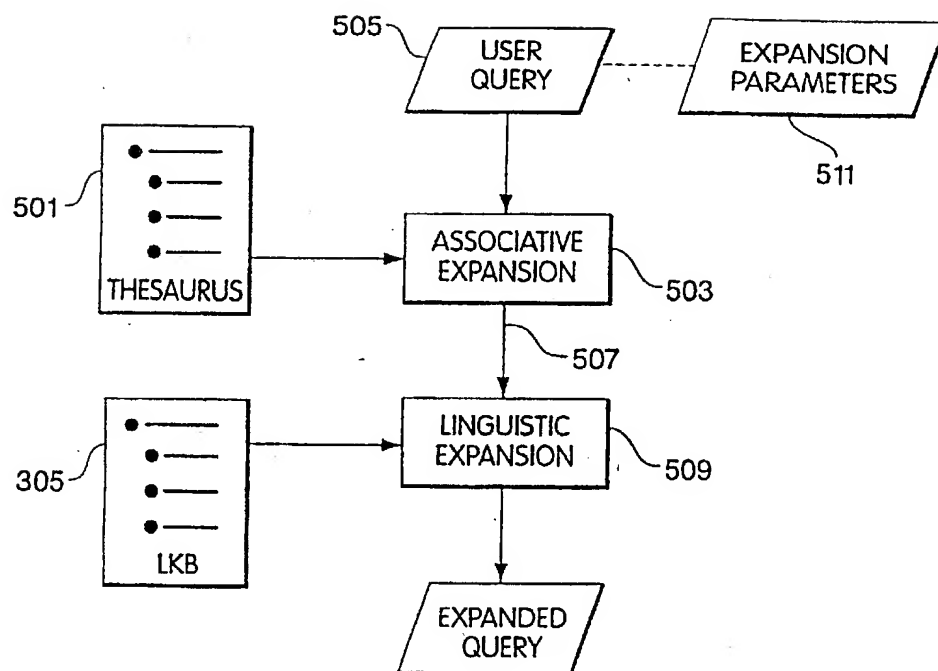 505
USER
QUERY
EXPANSION
PARAMETERS
511
501
THESAURUS
ASSOCIATIVE
EXPANSION
503
507
305
LKB
LINGUISTIC
EXPANSION
509
EXPANDED
QUERY